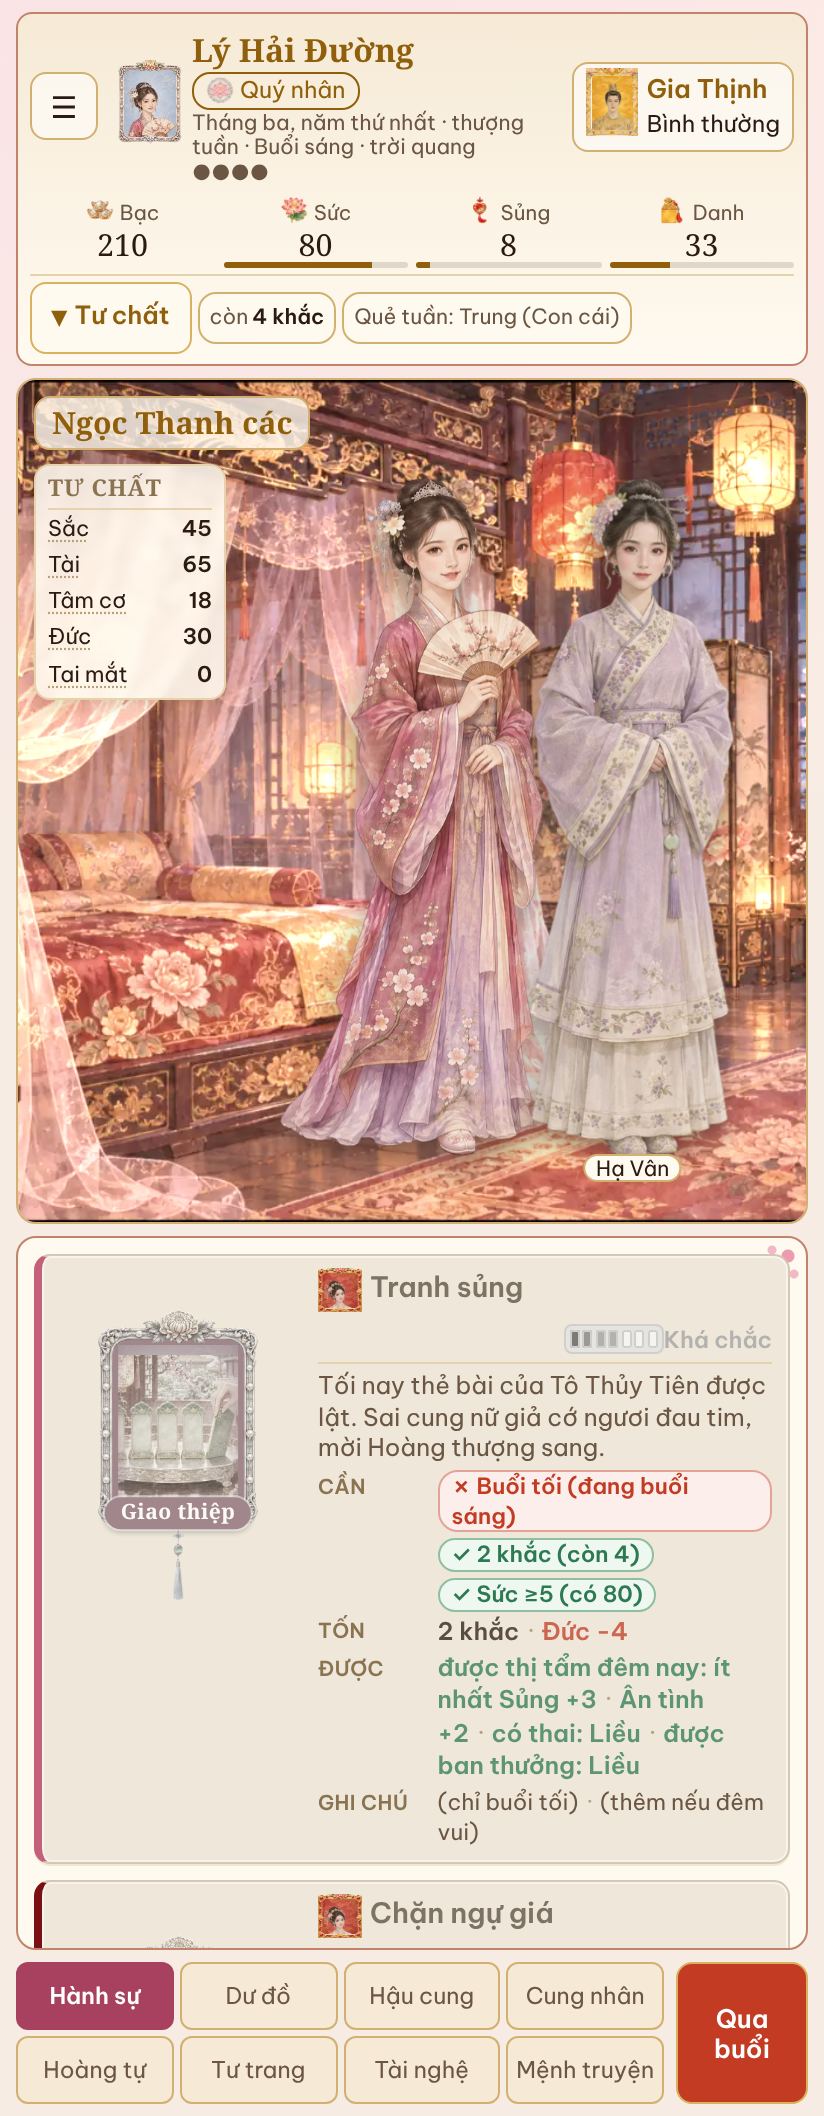 Lý Hải Đường
Quý nhân
Tháng ba, năm thứ nhất · thượng
tuần · Buổi sáng · trời quang
Gia Thịnh
Bình thường
Bạc
210
Sức
80
Sủng
8
Danh
33
▼ Tư chất
còn 4 khắc
Quẻ tuần: Trung (Con cái)
Ngọc Thanh các
TƯ CHẤT
Sắc 45
Tài 65
Tâm cơ 18
Đức 30
Tai mắt 0
Hạ Vân
Tranh sủng
Khá chắc
Giao thiệp
Tối nay thẻ bài của Tô Thủy Tiên được
lật. Sai cung nữ giả cớ ngươi đau tim,
mời Hoàng thượng sang.
CẦN
× Buổi tối (đang buổi
sáng)
✓ 2 khắc (còn 4)
✓ Sức ≥5 (có 80)
TỐN
2 khắc · Đức -4
ĐƯỢC
được thị tẩm đêm nay: ít
nhất Sủng +3 · Ân tình
+2 · có thai: Liều · được
ban thưởng: Liều
GHI CHÚ
(chỉ buổi tối) · (thêm nếu đêm
vui)
Chặn ngự giá
Hành sự
Dư đồ
Hậu cung
Cung nhân
Qua
buổi
Hoàng tự
Tư trang
Tài nghệ
Mệnh truyện